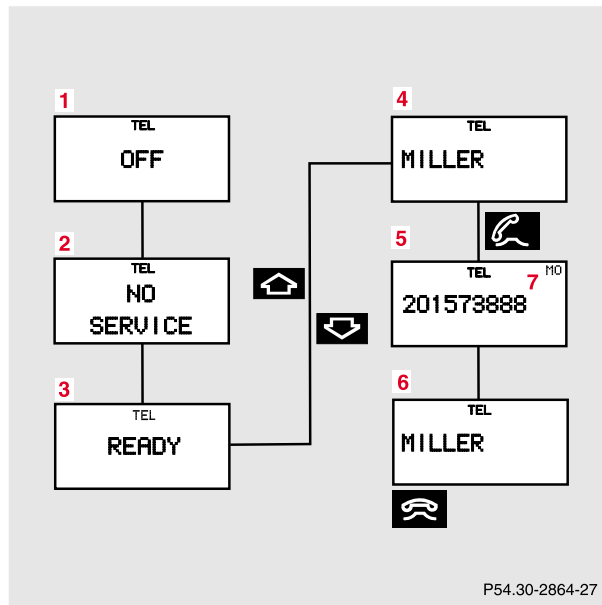 1
TEL
OFF
2
TEL
NO
SERVICE
3
TEL
READY
4
TEL
MILLER
5
TEL
7
MO
201573888
6
TEL
MILLER
P54.30-2864-27